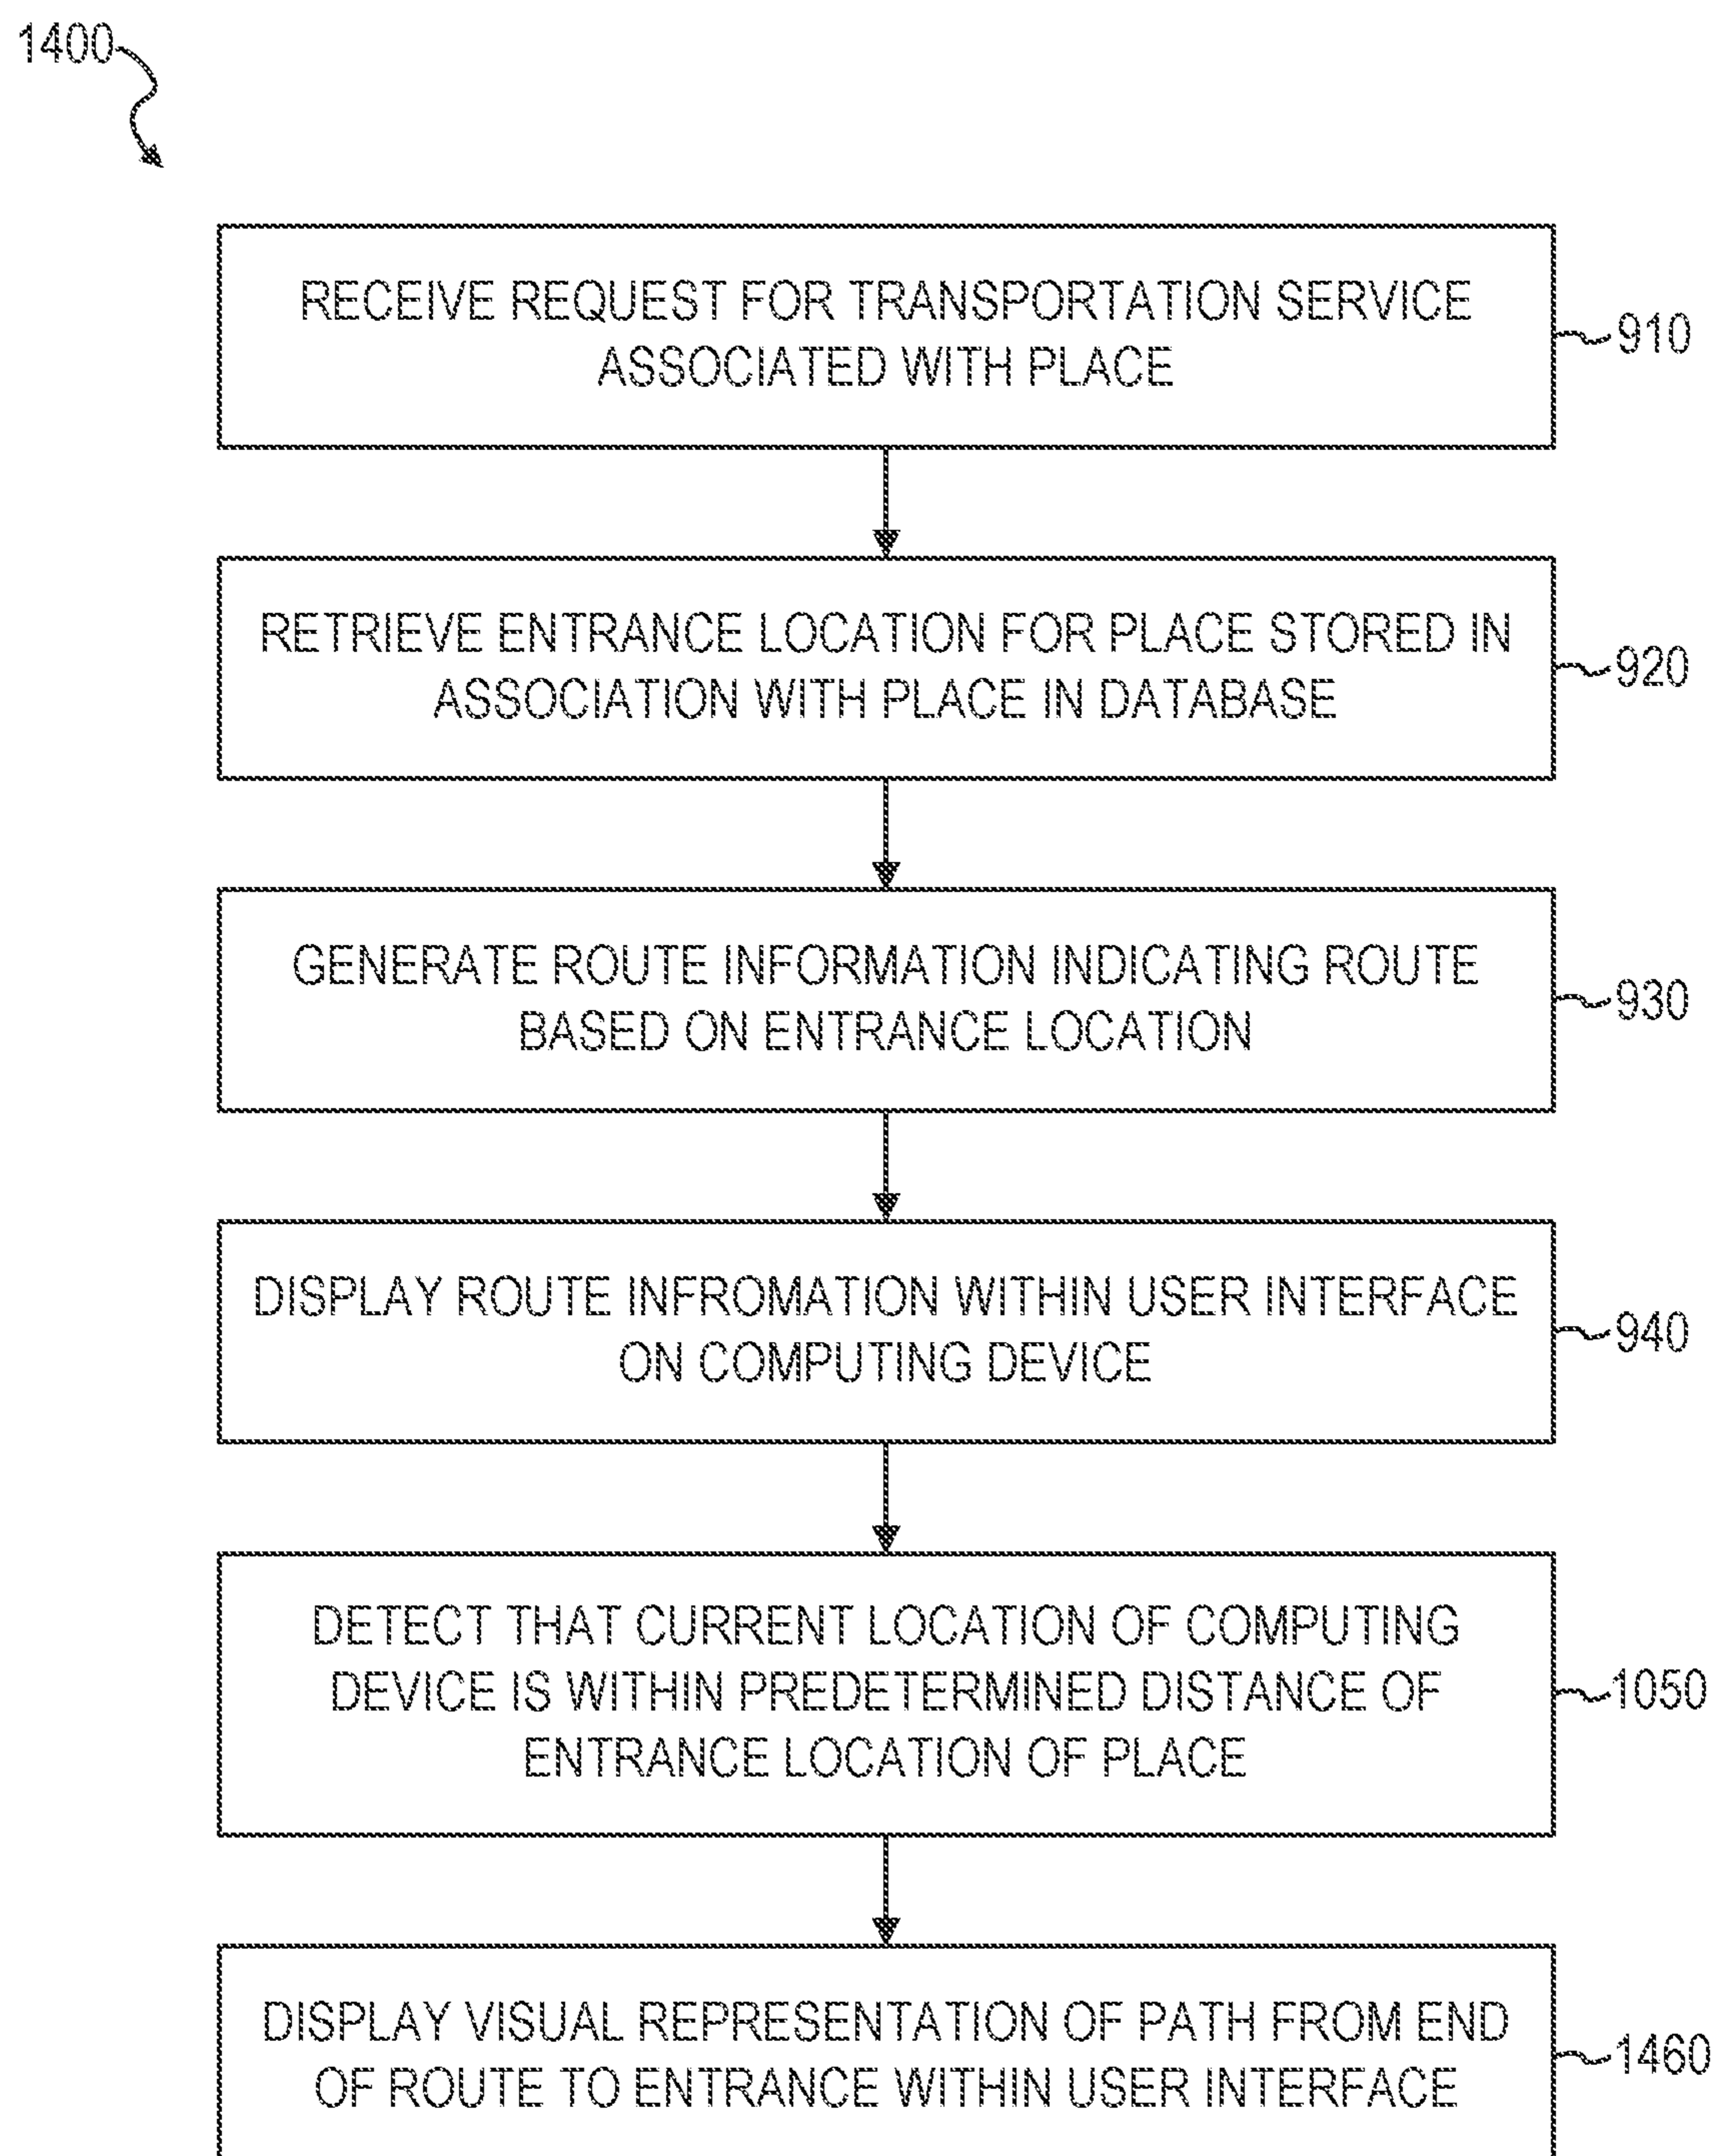 1400
RECEIVE REQUEST FOR TRANSPORTATION SERVICE
ASSOCIATED WITH PLACE
910
RETRIEVE ENTRANCE LOCATION FOR PLACE STORED IN
ASSOCIATION WITH PLACE IN DATABASE
920
GENERATE ROUTE INFORMATION INDICATING ROUTE
BASED ON ENTRANCE LOCATION
930
DISPLAY ROUTE INFROMATION WITHIN USER INTERFACE
ON COMPUTING DEVICE
940
DETECT THAT CURRENT LOCATION OF COMPUTING
DEVICE IS WITHIN PREDETERMINED DISTANCE OF
ENTRANCE LOCATION OF PLACE
1050
DISPLAY VISUAL REPRESENTATION OF PATH FROM END
OF ROUTE TO ENTRANCE WITHIN USER INTERFACE
1460